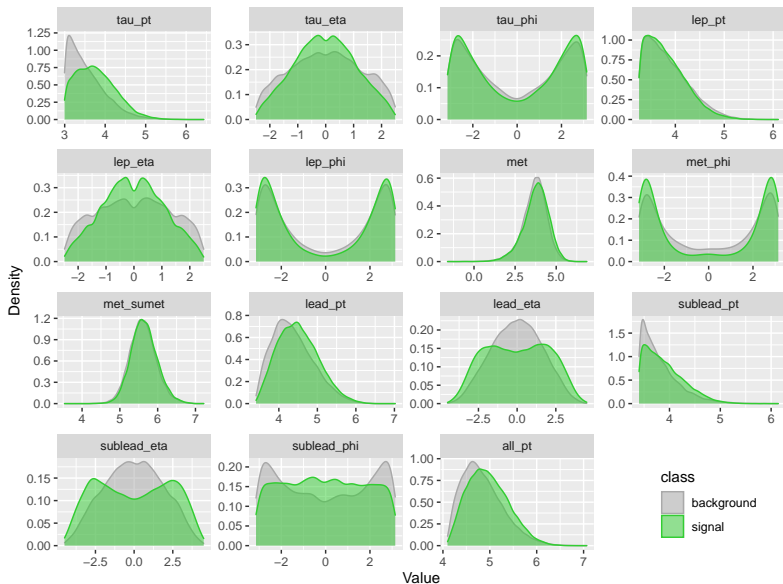 tau_pt tau_eta tau_phi lep_pt
1.25 1.00 0.75 0.50 0.25 0.00
0.3 0.2 0.1 0.0
0.2 0.1 0.0
1.00 0.75 0.50 0.25 0.00
3 4 5 6
−2 −1 0 1 2
−2 0 2
4 5 6
lep_eta lep_phi met met_phi
0.3 0.2 0.1 0.0
0.3 0.2 0.1 0.0
0.6 0.4 0.2 0.0
0.4 0.3 0.2 0.1 0.0
−2 −1 0 1 2
−2 0 2
0.0 2.5 5.0
−2 0 2
Density
met_sumet lead_pt lead_eta sublead_pt
1.2 0.9 0.6 0.3 0.0
0.8 0.6 0.4 0.2 0.0
0.20 0.15 0.10 0.05 0.00
1.5 1.0 0.5 0.0
4 5 6 7
4 5 6 7
−2.5 0.0 2.5
4 5 6
sublead_eta sublead_phi all_pt
0.15 0.10 0.05 0.00
0.20 0.15 0.10 0.05 0.00
1.00 0.75 0.50 0.25 0.00
−2.5 0.0 2.5
−2 0 2
4 5 6 7
Value
class
background
signal